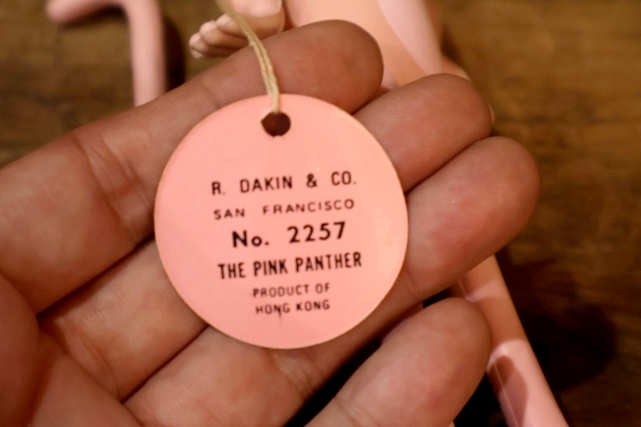 R. DAKIN & CO.
SAN FRANCISCO
No. 2257
THE PINK PANTHER
PRODUCT OF
HONG KONG